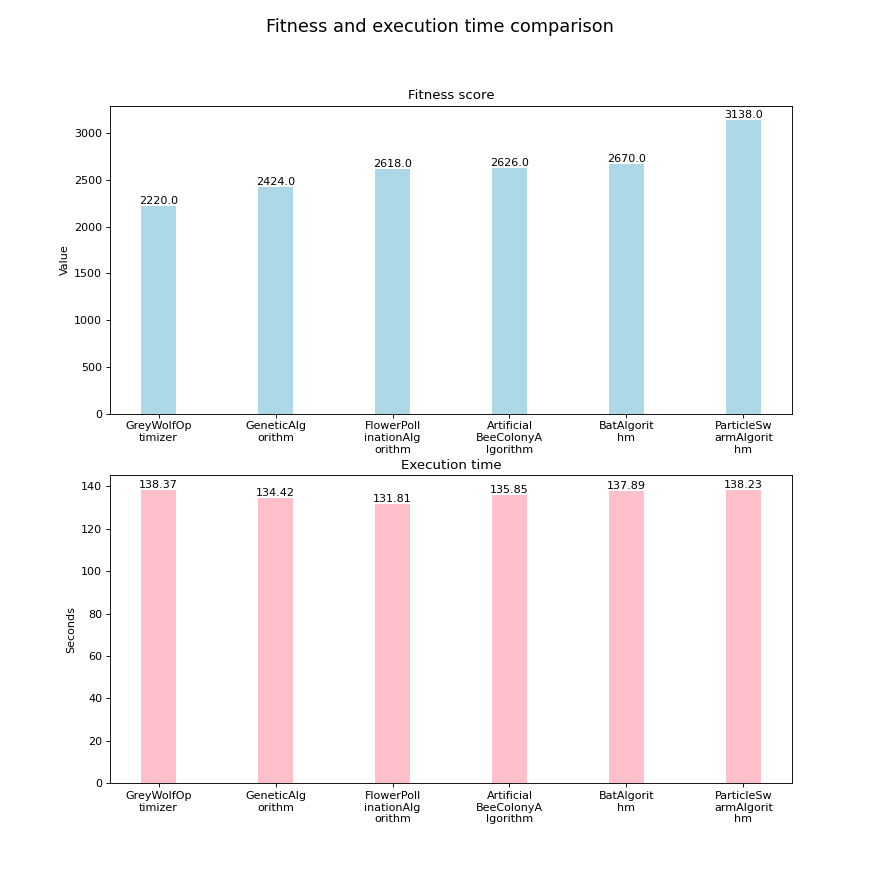 Fitness and execution time comparison
Fitness score
3138.0
3000
2670.0
2626.0
2618.0
2500
2424.0
2220.0
2000
Value
1500
1000
500
0
GreyWolfOp
timizer
GeneticAlg
orithm
FlowerPoll
inationAlg
orithm
Artificial
BeeColonyA
lgorithm
BatAlgorit
hm
ParticleSw
armAlgorit
hm
Execution time
138.37
134.42
131.81
135.85
137.89
138.23
140
120
100
80
Seconds
60
40
20
0
GreyWolfOp
timizer
GeneticAlg
orithm
FlowerPoll
inationAlg
orithm
Artificial
BeeColonyA
lgorithm
BatAlgorit
hm
ParticleSw
armAlgorit
hm